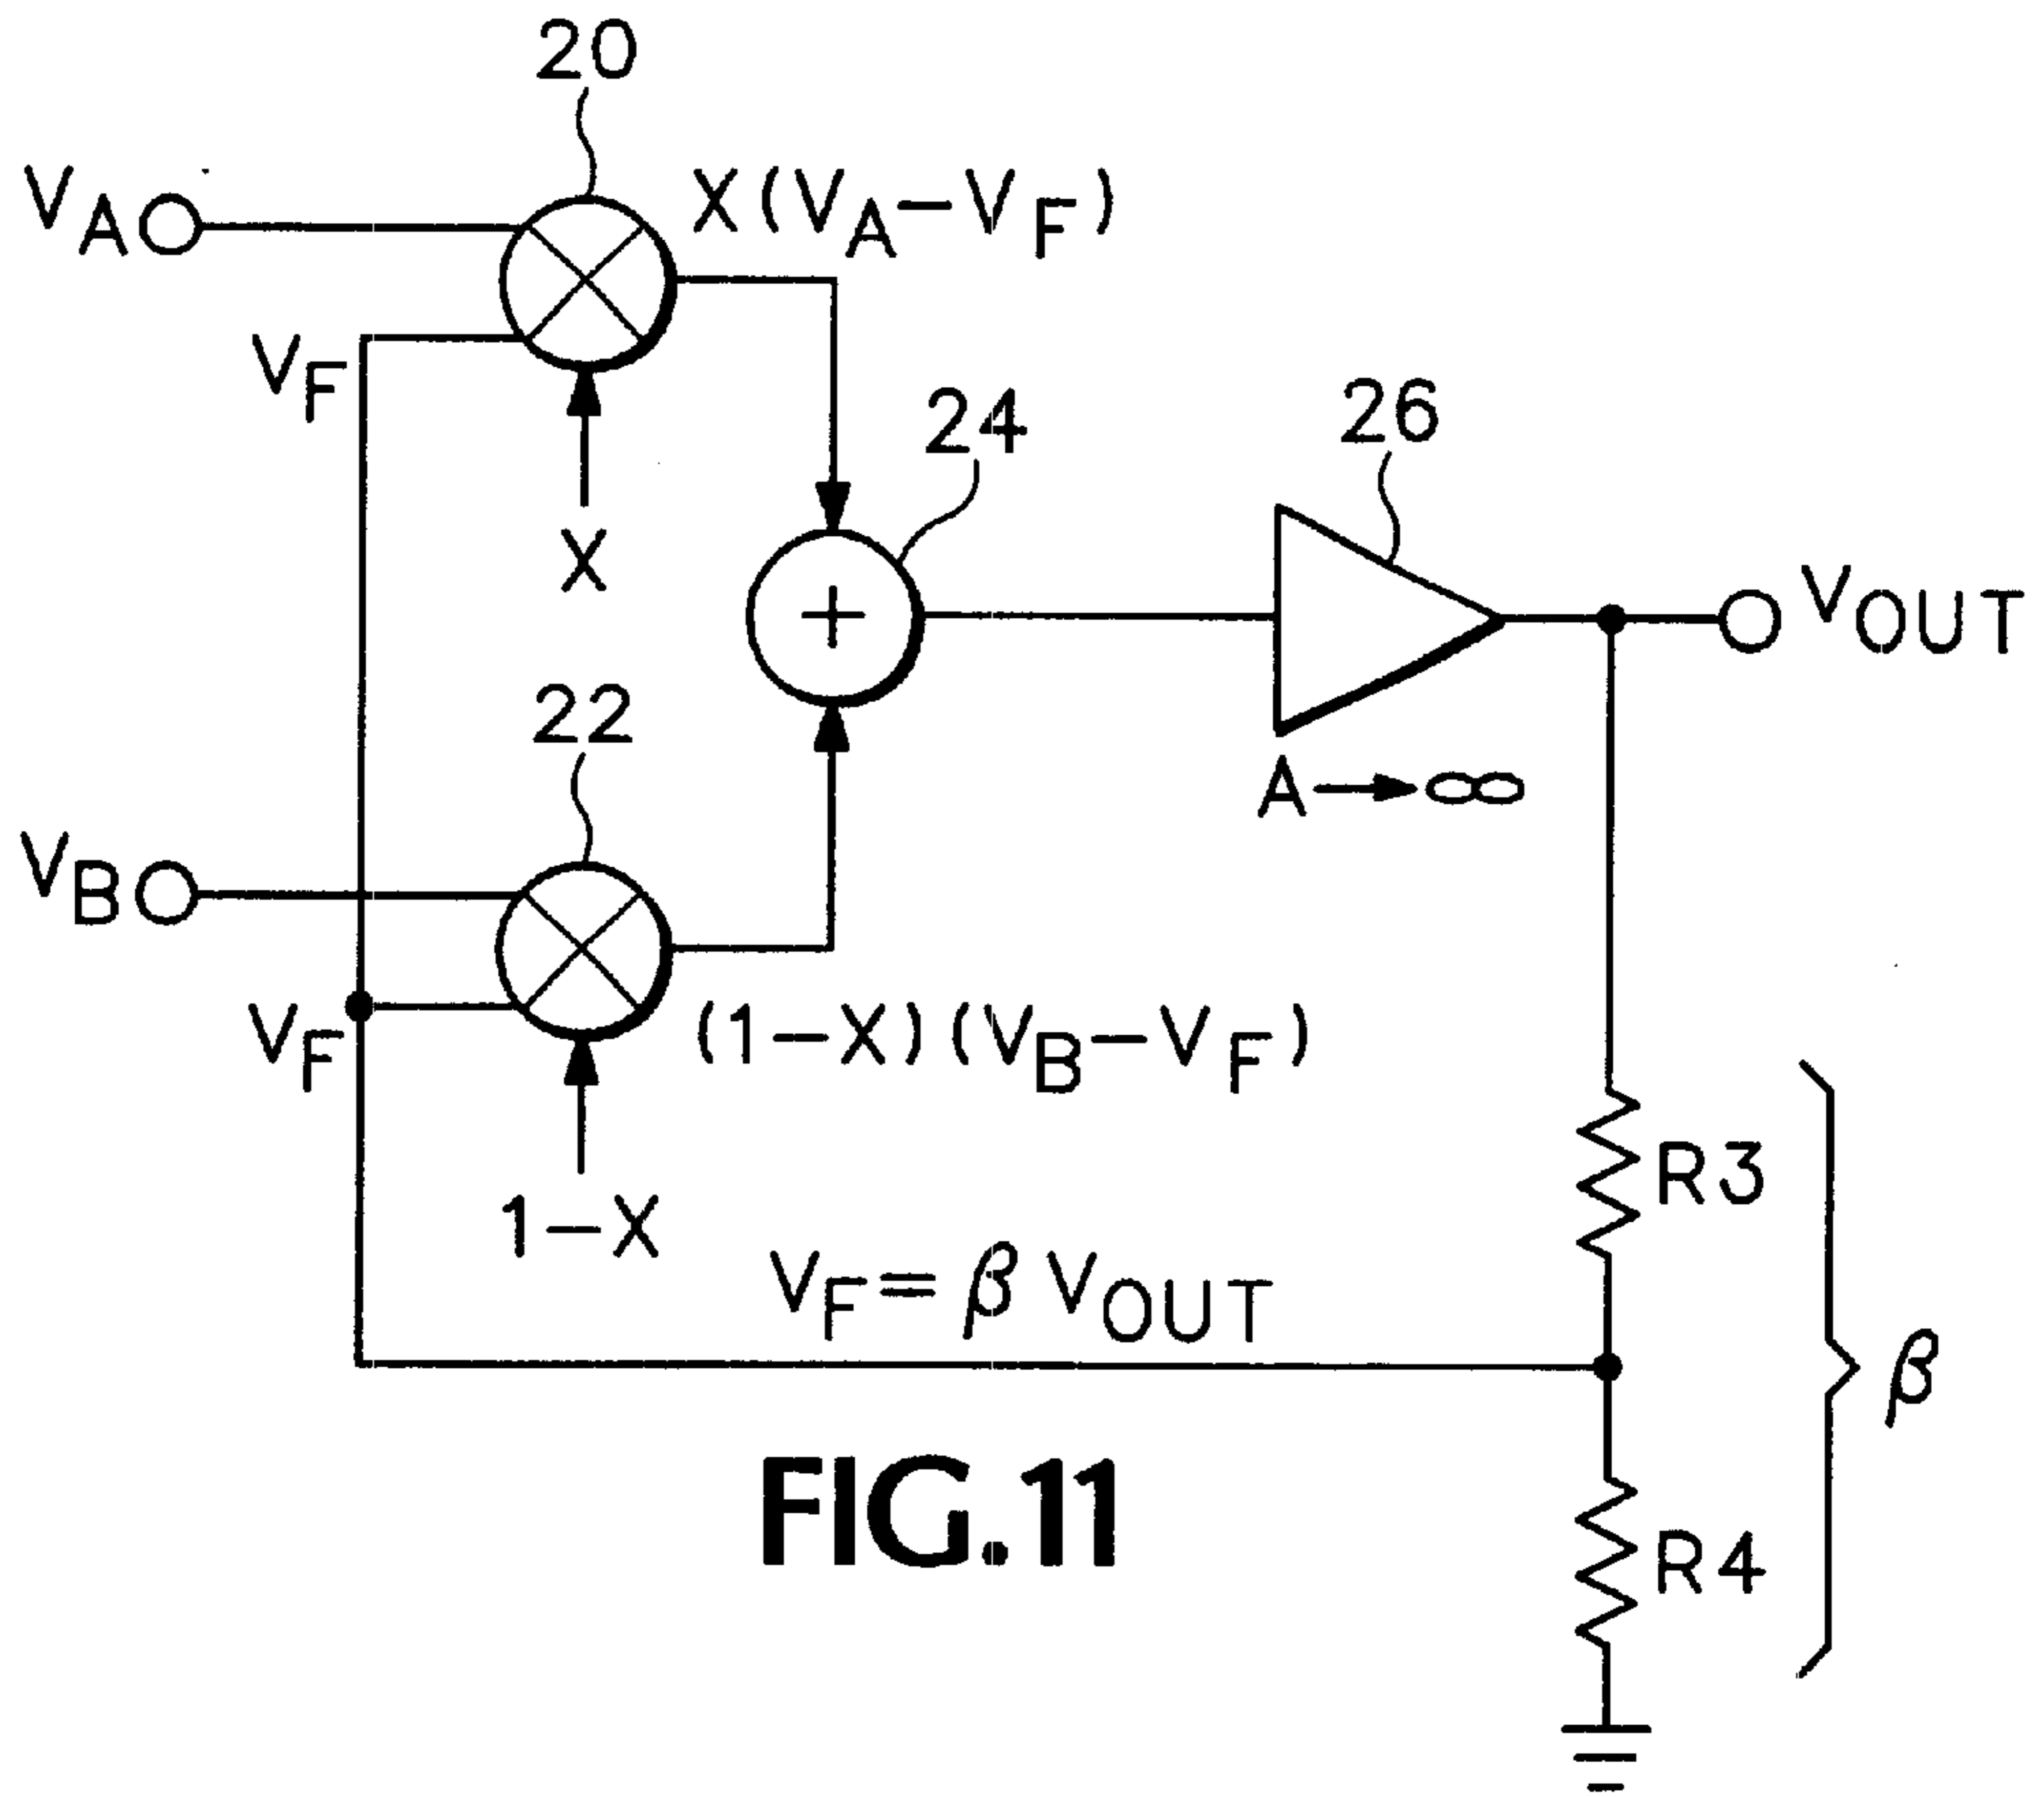 20
VA
X(VA−VF)
VF
24
26
X
VOUT
22
A→∞
VB
VF
(1−X)(VB−VF)
R3
1−X
VF=β VOUT
β
FIG.11
R4